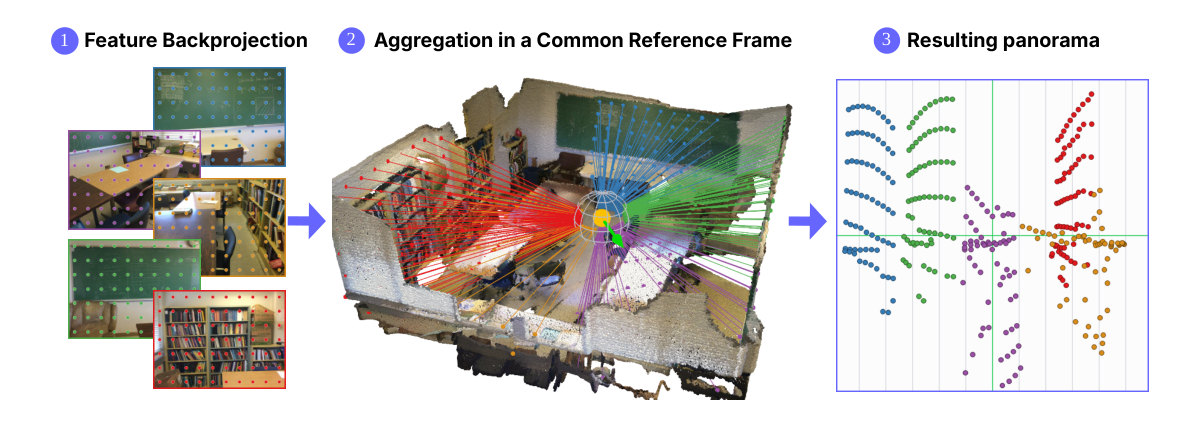 1 Feature Backprojection
2 Aggregation in a Common Reference Frame
3 Resulting panorama